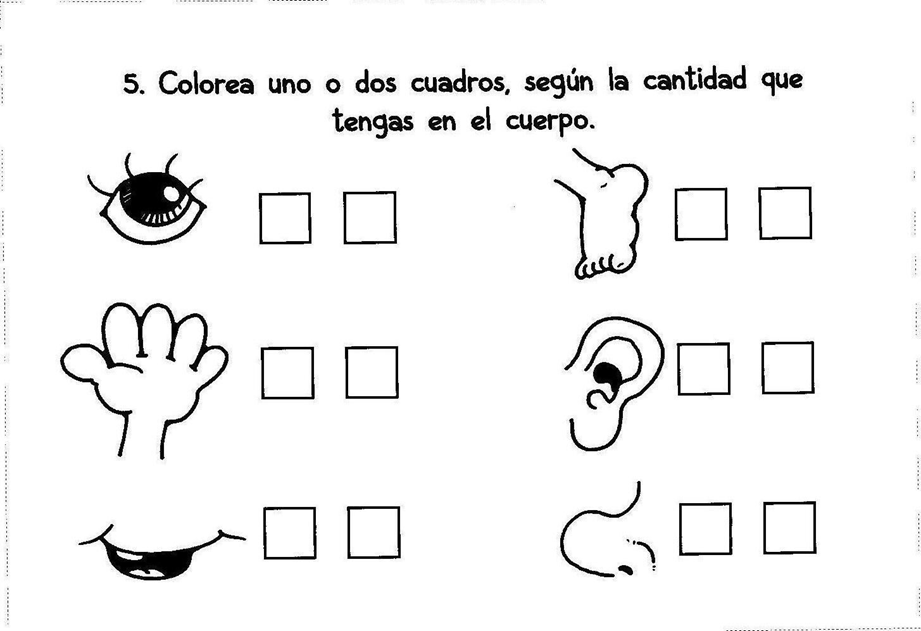 5. Colorea uno o dos cuadros, según la cantidad que
tengas en el cuerpo.